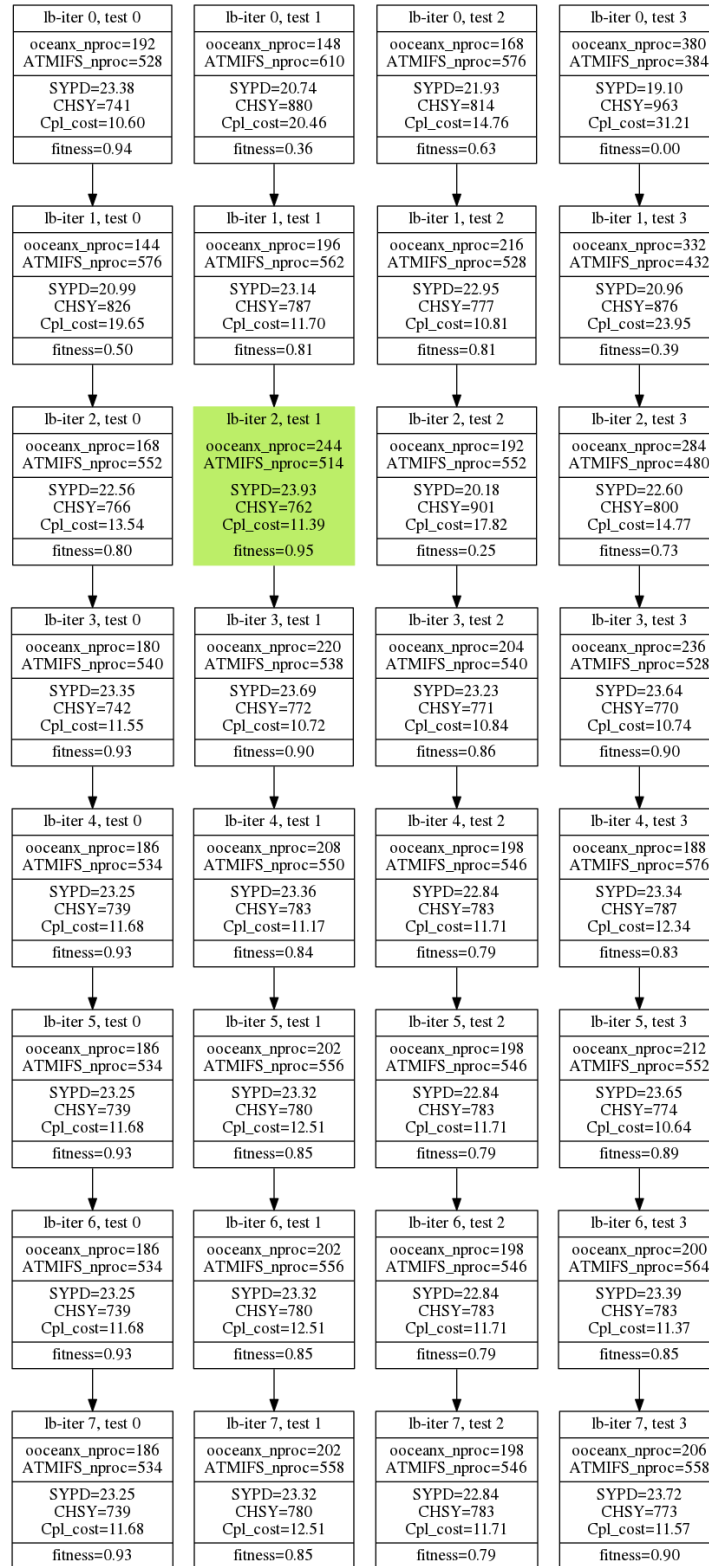 lb-iter 0, test 0
oceanx_nproc=192
ATMIFS_nproc=528
SYPD=23.38
CHSY=741
Cpl_cost=10.60
fitness=0.94
lb-iter 0, test 1
ooceanx_nproc=148
ATMIFS_nproc=610
SYPD=20.74
CHSY=880
Cpl_cost=20.46
fitness=0.36
lb-iter 0, test 2
ooceanx_nproc=168
ATMIFS_nproc=576
SYPD=21.93
CHSY=814
Cpl_cost=14.76
fitness=0.63
lb-iter 0, test 3
ooceanx_nproc=380
ATMIFS_nproc=384
SYPD=19.10
CHSY=963
Cpl_cost=31.21
fitness=0.00
lb-iter 1, test 0
ooceanx_nproc=144
ATMIFS_nproc=576
SYPD=20.99
CHSY=826
Cpl_cost=19.65
fitness=0.50
lb-iter 1, test 1
ooceanx_nproc=196
ATMIFS_nproc=562
SYPD=23.14
CHSY=787
Cpl_cost=11.70
fitness=0.81
lb-iter 1, test 2
ooceanx_nproc=216
ATMIFS_nproc=528
SYPD=22.95
CHSY=777
Cpl_cost=10.81
fitness=0.81
lb-iter 1, test 3
ooceanx_nproc=332
ATMIFS_nproc=432
SYPD=20.96
CHSY=876
Cpl_cost=23.95
fitness=0.39
lb-iter 2, test 0
ooceanx_nproc=168
ATMIFS_nproc=552
SYPD=22.56
CHSY=766
Cpl_cost=13.54
fitness=0.80
lb-iter 2, test 1
ooceanx_nproc=244
ATMIFS_nproc=514
SYPD=23.93
CHSY=762
Cpl_cost=11.39
fitness=0.95
lb-iter 2, test 2
ooceanx_nproc=192
ATMIFS_nproc=552
SYPD=20.18
CHSY=901
Cpl_cost=17.82
fitness=0.25
lb-iter 2, test 3
ooceanx_nproc=284
ATMIFS_nproc=480
SYPD=22.60
CHSY=800
Cpl_cost=14.77
fitness=0.73
lb-iter 3, test 0
ooceanx_nproc=180
ATMIFS_nproc=540
SYPD=23.35
CHSY=742
Cpl_cost=11.55
fitness=0.93
lb-iter 3, test 1
ooceanx_nproc=220
ATMIFS_nproc=538
SYPD=23.69
CHSY=772
Cpl_cost=10.72
fitness=0.90
lb-iter 3, test 2
ooceanx_nproc=204
ATMIFS_nproc=540
SYPD=23.23
CHSY=771
Cpl_cost=10.84
fitness=0.86
lb-iter 3, test 3
ooceanx_nproc=236
ATMIFS_nproc=528
SYPD=23.64
CHSY=770
Cpl_cost=10.74
fitness=0.90
lb-iter 4, test 0
ooceanx_nproc=186
ATMIFS_nproc=534
SYPD=23.25
CHSY=739
Cpl_cost=11.68
fitness=0.93
lb-iter 4, test 1
ooceanx_nproc=208
ATMIFS_nproc=550
SYPD=23.36
CHSY=783
Cpl_cost=11.17
fitness=0.84
lb-iter 4, test 2
ooceanx_nproc=198
ATMIFS_nproc=546
SYPD=22.84
CHSY=783
Cpl_cost=11.71
fitness=0.79
lb-iter 4, test 3
ooceanx_nproc=188
ATMIFS_nproc=576
SYPD=23.34
CHSY=787
Cpl_cost=12.34
fitness=0.83
lb-iter 5, test 0
ooceanx_nproc=186
ATMIFS_nproc=534
SYPD=23.25
CHSY=739
Cpl_cost=11.68
fitness=0.93
lb-iter 5, test 1
ooceanx_nproc=202
ATMIFS_nproc=556
SYPD=23.32
CHSY=780
Cpl_cost=12.51
fitness=0.85
lb-iter 5, test 2
ooceanx_nproc=198
ATMIFS_nproc=546
SYPD=22.84
CHSY=783
Cpl_cost=11.71
fitness=0.79
lb-iter 5, test 3
ooceanx_nproc=212
ATMIFS_nproc=552
SYPD=23.65
CHSY=774
Cpl_cost=10.64
fitness=0.89
lb-iter 6, test 0
ooceanx_nproc=186
ATMIFS_nproc=534
SYPD=23.25
CHSY=739
Cpl_cost=11.68
fitness=0.93
lb-iter 6, test 1
ooceanx_nproc=202
ATMIFS_nproc=556
SYPD=23.32
CHSY=780
Cpl_cost=12.51
fitness=0.85
lb-iter 6, test 2
ooceanx_nproc=198
ATMIFS_nproc=546
SYPD=22.84
CHSY=783
Cpl_cost=11.71
fitness=0.79
lb-iter 6, test 3
ooceanx_nproc=200
ATMIFS_nproc=564
SYPD=23.39
CHSY=783
Cpl_cost=11.37
fitness=0.85
lb-iter 7, test 0
ooceanx_nproc=186
ATMIFS_nproc=534
SYPD=23.25
CHSY=739
Cpl_cost=11.68
fitness=0.93
lb-iter 7, test 1
ooceanx_nproc=202
ATMIFS_nproc=558
SYPD=23.32
CHSY=780
Cpl_cost=12.51
fitness=0.85
lb-iter 7, test 2
ooceanx_nproc=198
ATMIFS_nproc=546
SYPD=22.84
CHSY=783
Cpl_cost=11.71
fitness=0.79
lb-iter 7, test 3
ooceanx_nproc=206
ATMIFS_nproc=558
SYPD=23.72
CHSY=773
Cpl_cost=11.57
fitness=0.90